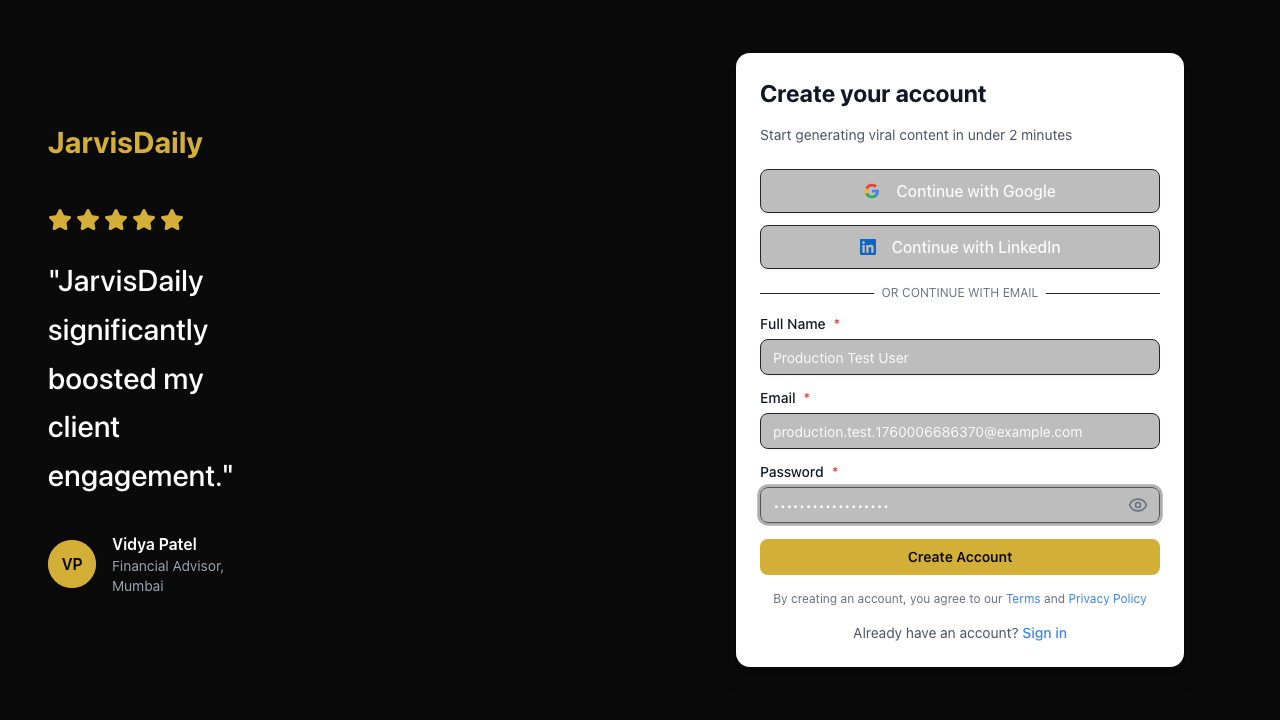 JarvisDaily
"JarvisDaily
significantly
boosted my
client
engagement."
VP
Vidya Patel
Financial Advisor,
Mumbai
Create your account
Start generating viral content in under 2 minutes
Continue with Google
in Continue with LinkedIn
OR CONTINUE WITH EMAIL
Full Name *
Production Test User
Email *
production.test.1760006686370@example.com
Password *
••••••••••••••••••
Create Account
By creating an account, you agree to our Terms and Privacy Policy
Already have an account? Sign in